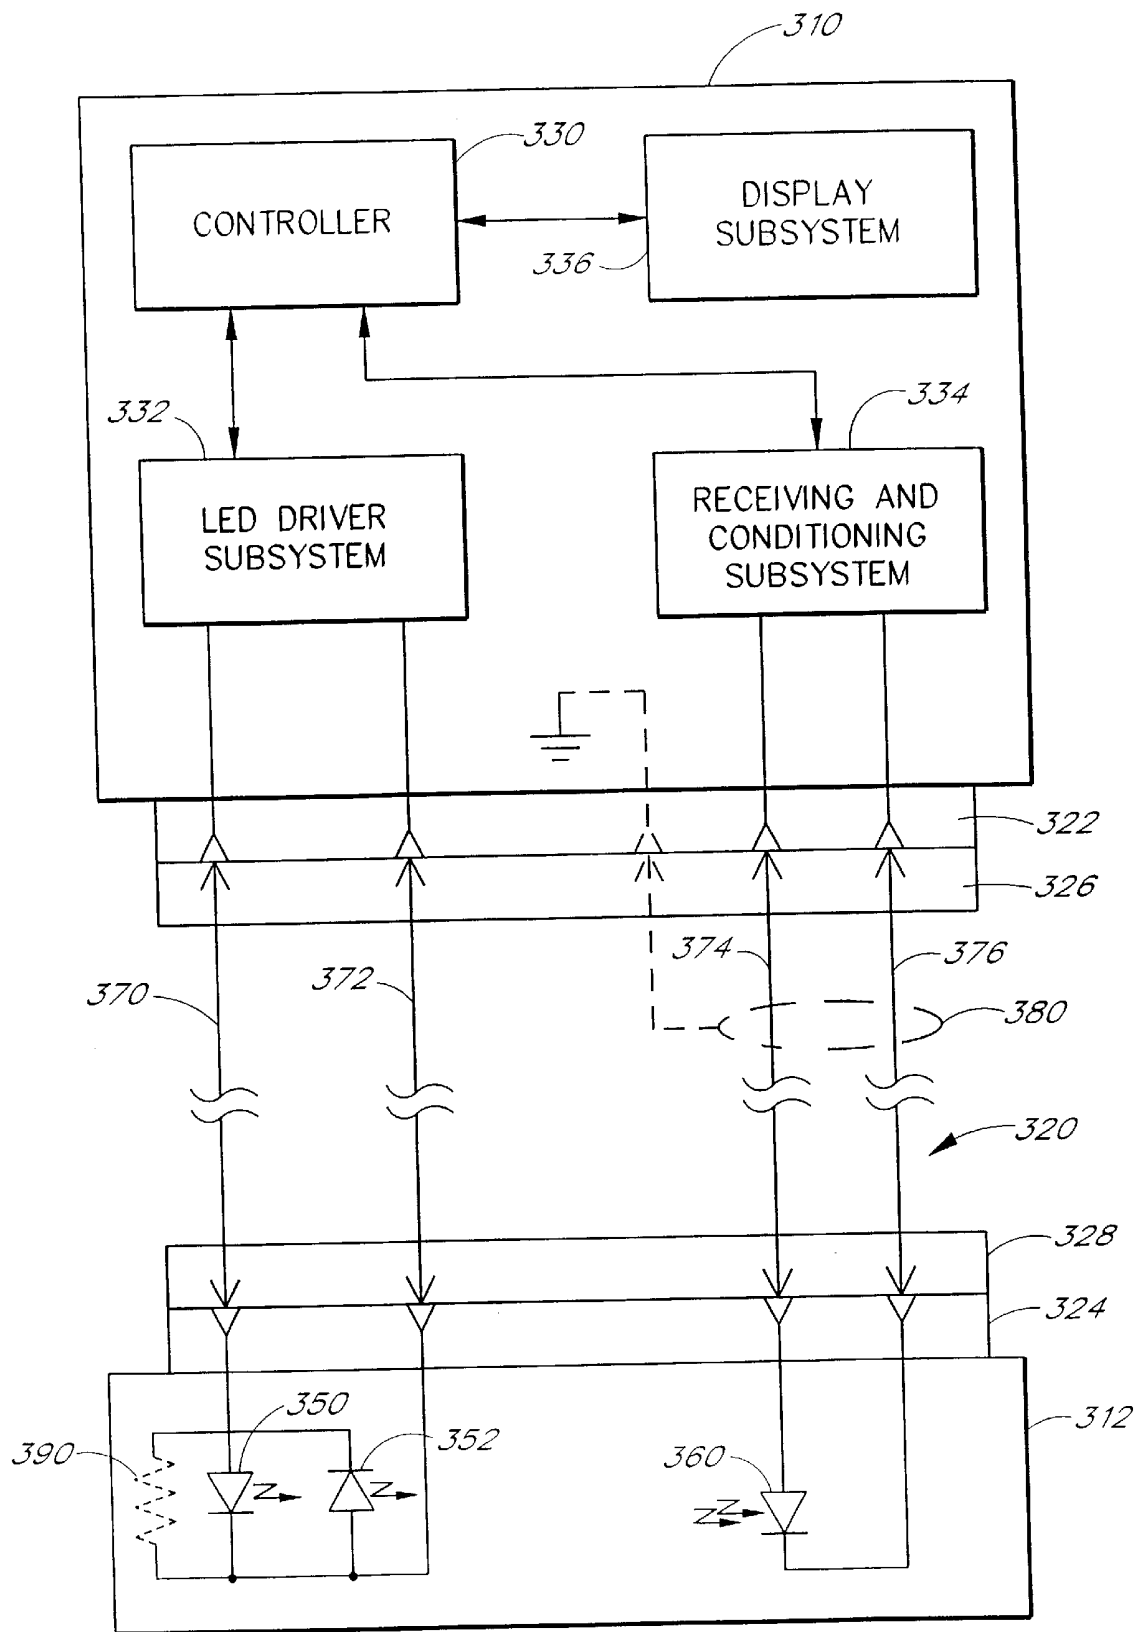 310
330
CONTROLLER
DISPLAY
SUBSYSTEM
336
332
334
LED DRIVER
SUBSYSTEM
RECEIVING AND
CONDITIONING
SUBSYSTEM
322
326
374
376
370
372
380
320
328
324
350
352
312
390
360